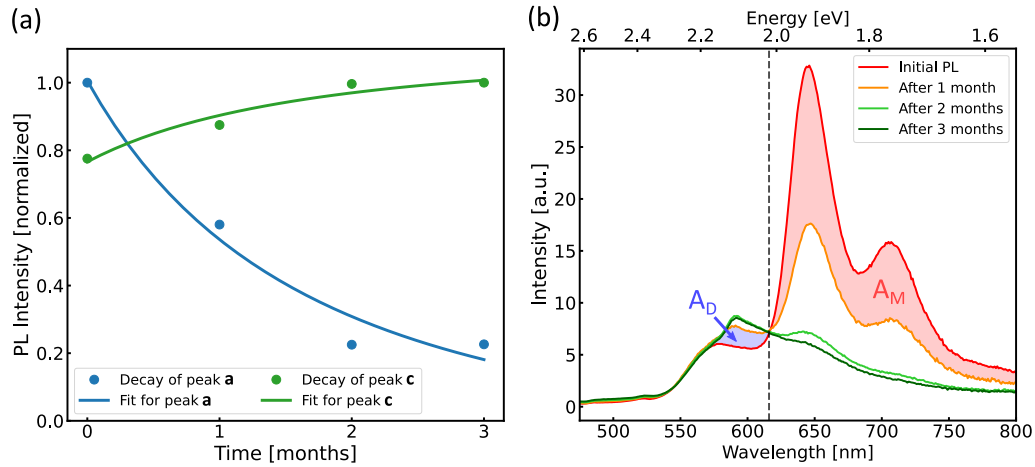 (a)
PL Intensity [normalized]
1.0
0.8
0.6
0.4
0.2
0.0
Decay of peak a
Fit for peak a
Decay of peak c
Fit for peak c
0 1 2 3
Time [months]
(b)
Energy [eV]
2.6 2.4 2.2 2.0 1.8 1.6
Intensity [a.u.]
30
25
20
15
10
5
0
Initial PL
After 1 month
After 2 months
After 3 months
A_D
A_M
500 550 600 650 700 750 800
Wavelength [nm]